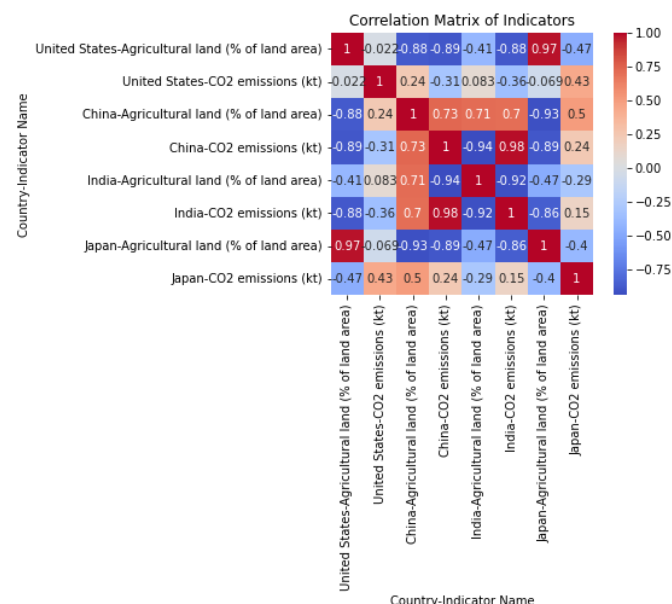 Correlation Matrix of Indicators
Country-Indicator Name
United States-Agricultural land (% of land area) 1 -0.022 -0.88 -0.89 -0.41 -0.88 0.97 -0.47
United States-CO2 emissions (kt) -0.022 1 0.24 -0.31 0.083 -0.36 -0.069 0.43
China-Agricultural land (% of land area) -0.88 0.24 1 0.73 0.71 0.7 -0.93 0.5
China-CO2 emissions (kt) -0.89 -0.31 0.73 1 -0.94 0.98 -0.89 0.24
India-Agricultural land (% of land area) -0.41 0.083 0.71 -0.94 1 -0.92 -0.47 -0.29
India-CO2 emissions (kt) -0.88 -0.36 0.7 0.98 -0.92 1 -0.86 0.15
Japan-Agricultural land (% of land area) 0.97 -0.069 -0.93 -0.89 -0.47 -0.86 1 -0.4
Japan-CO2 emissions (kt) -0.47 0.43 0.5 0.24 -0.29 0.15 -0.4 1
United States-Agricultural land (% of land area)
United States-CO2 emissions (kt)
China-Agricultural land (% of land area)
China-CO2 emissions (kt)
India-Agricultural land (% of land area)
India-CO2 emissions (kt)
Japan-Agricultural land (% of land area)
Japan-CO2 emissions (kt)
Country-Indicator Name
1.00
0.75
0.50
0.25
0.00
−0.25
−0.50
−0.75